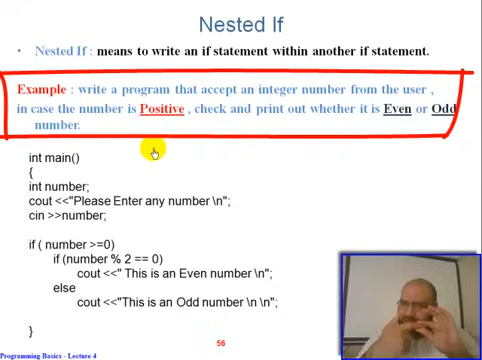 Nested If
• Nested If : means to write an if statement within another if statement.
Example : write a program that accept an integer number from the user ,
in case the number is Positive , check and print out whether it is Even or Odd
number.
int main()
{
int number;
cout <<"Please Enter any number \n";
cin >>number;
if ( number >=0)
if (number % 2 == 0)
cout <<" This is an Even number \n";
else
cout <<"This is an Odd number \n \n";
}
56
Programming Basics - Lecture 4